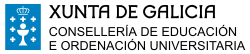 XUNTA DE GALICIA
CONSELLERÍA DE EDUCACIÓN
E ORDENACIÓN UNIVERSITARIA